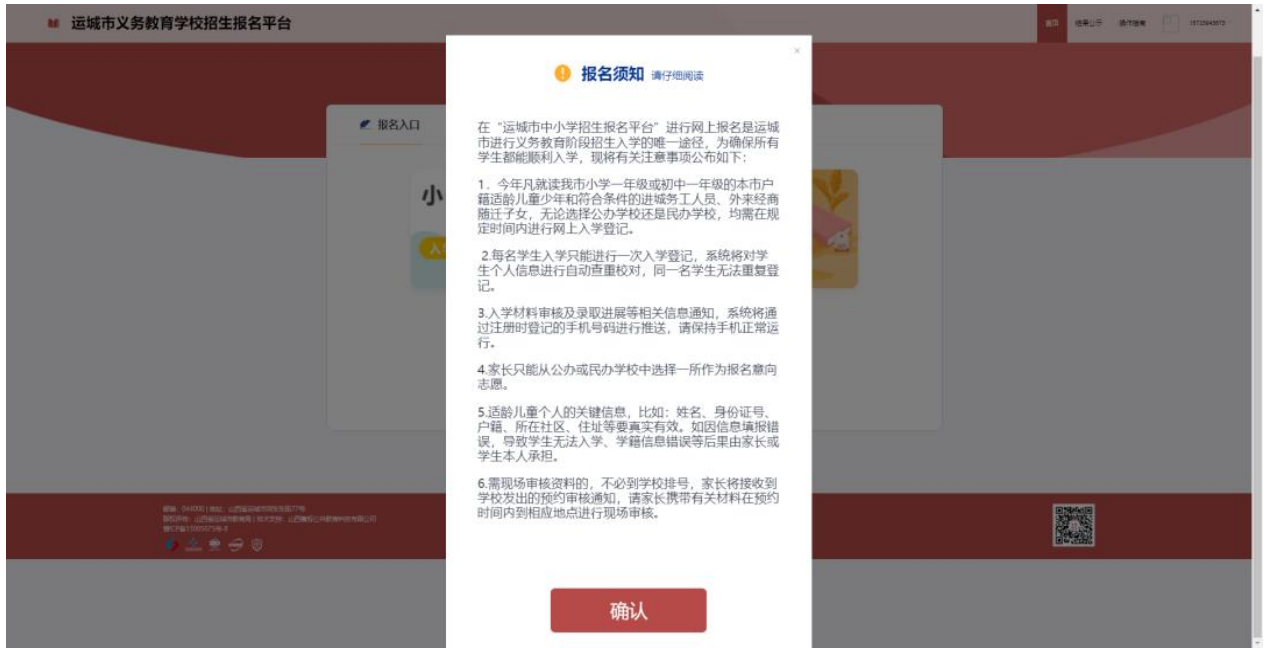 运城市义务教育学校招生报名平台
首页 结果公示 操作指南
报名须知 请仔细阅读
报名入口
在“运城市中小学招生报名平台”进行网上报名是运城
市进行义务教育阶段招生入学的唯一途径，为确保所有
学生都能顺利入学，现将有关注意事项公布如下：
1．今年凡就读我市小学一年级或初中一年级的本市户
籍适龄儿童少年和符合条件的进城务工人员、外来经商
随迁子女，无论选择公办学校还是民办学校，均需在规
定时间内进行网上入学登记。
小
2.每名学生入学只能进行一次入学登记，系统将对学
生个人信息进行自动查重校对，同一名学生无法重复登
记。
3.入学材料审核及录取进展等相关信息通知，系统将通
过注册时登记的手机号码进行推送，请保持手机正常运
行。
4.家长只能从公办或民办学校中选择一所作为报名意向
志愿。
5.适龄儿童个人的关键信息，比如：姓名、身份证号、
户籍、所在社区、住址等要真实有效。如因信息填报错
误，导致学生无法入学、学籍信息错误等后果由家长或
学生本人承担。
6.需现场审核资料的，不必到学校排号，家长将接收到
学校发出的预约审核通知，请家长携带有关材料在预约
时间内到相应地点进行现场审核。
确认